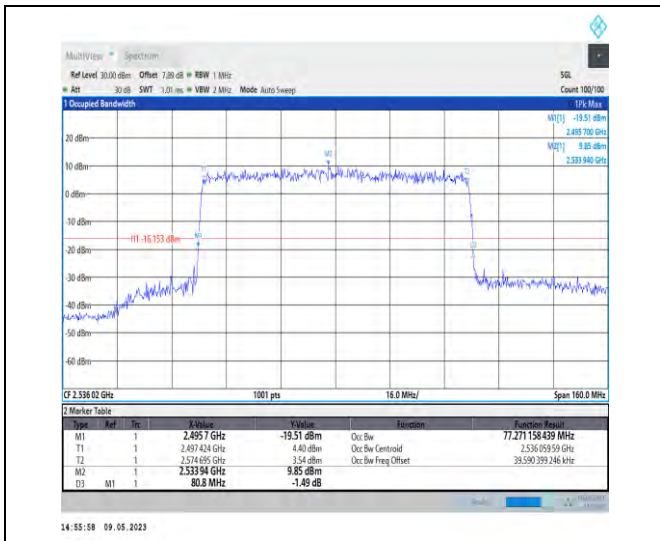 MultiView Spectrum
Ref Level 30.00 dBm Offset 7.89 dB RBW 1 MHz SGL
Att 30 dB SWT 1.01 ms VBW 2 MHz Mode Auto Sweep Count 100/100
1 Occupied Bandwidth 1Pk Max
M1[1] -19.51 dBm
2.495 700 GHz
M2[1] 9.85 dBm
2.533 940 GHz
20 dBm
M2
T1 T2
10 dBm
0 dBm
-10 dBm
M1
H1 -16.153 dBm
D3
-20 dBm
-30 dBm
-40 dBm
-50 dBm
-60 dBm
CF 2.536 02 GHz 1001 pts 16.0 MHz/ Span 160.0 MHz
2 Marker Table
Type Ref Trc X-Value Y-Value Function Function Result
M1 1 2.495 7 GHz -19.51 dBm Occ Bw 77.271 158 439 MHz
T1 1 2.497 424 GHz 4.40 dBm Occ Bw Centroid 2.536 059 59 GHz
T2 1 2.574 695 GHz 3.54 dBm Occ Bw Freq Offset 39.590 399 246 kHz
M2 1 2.533 94 GHz 9.85 dBm
D3 M1 1 80.8 MHz -1.49 dB
14:55:58 09.05.2023